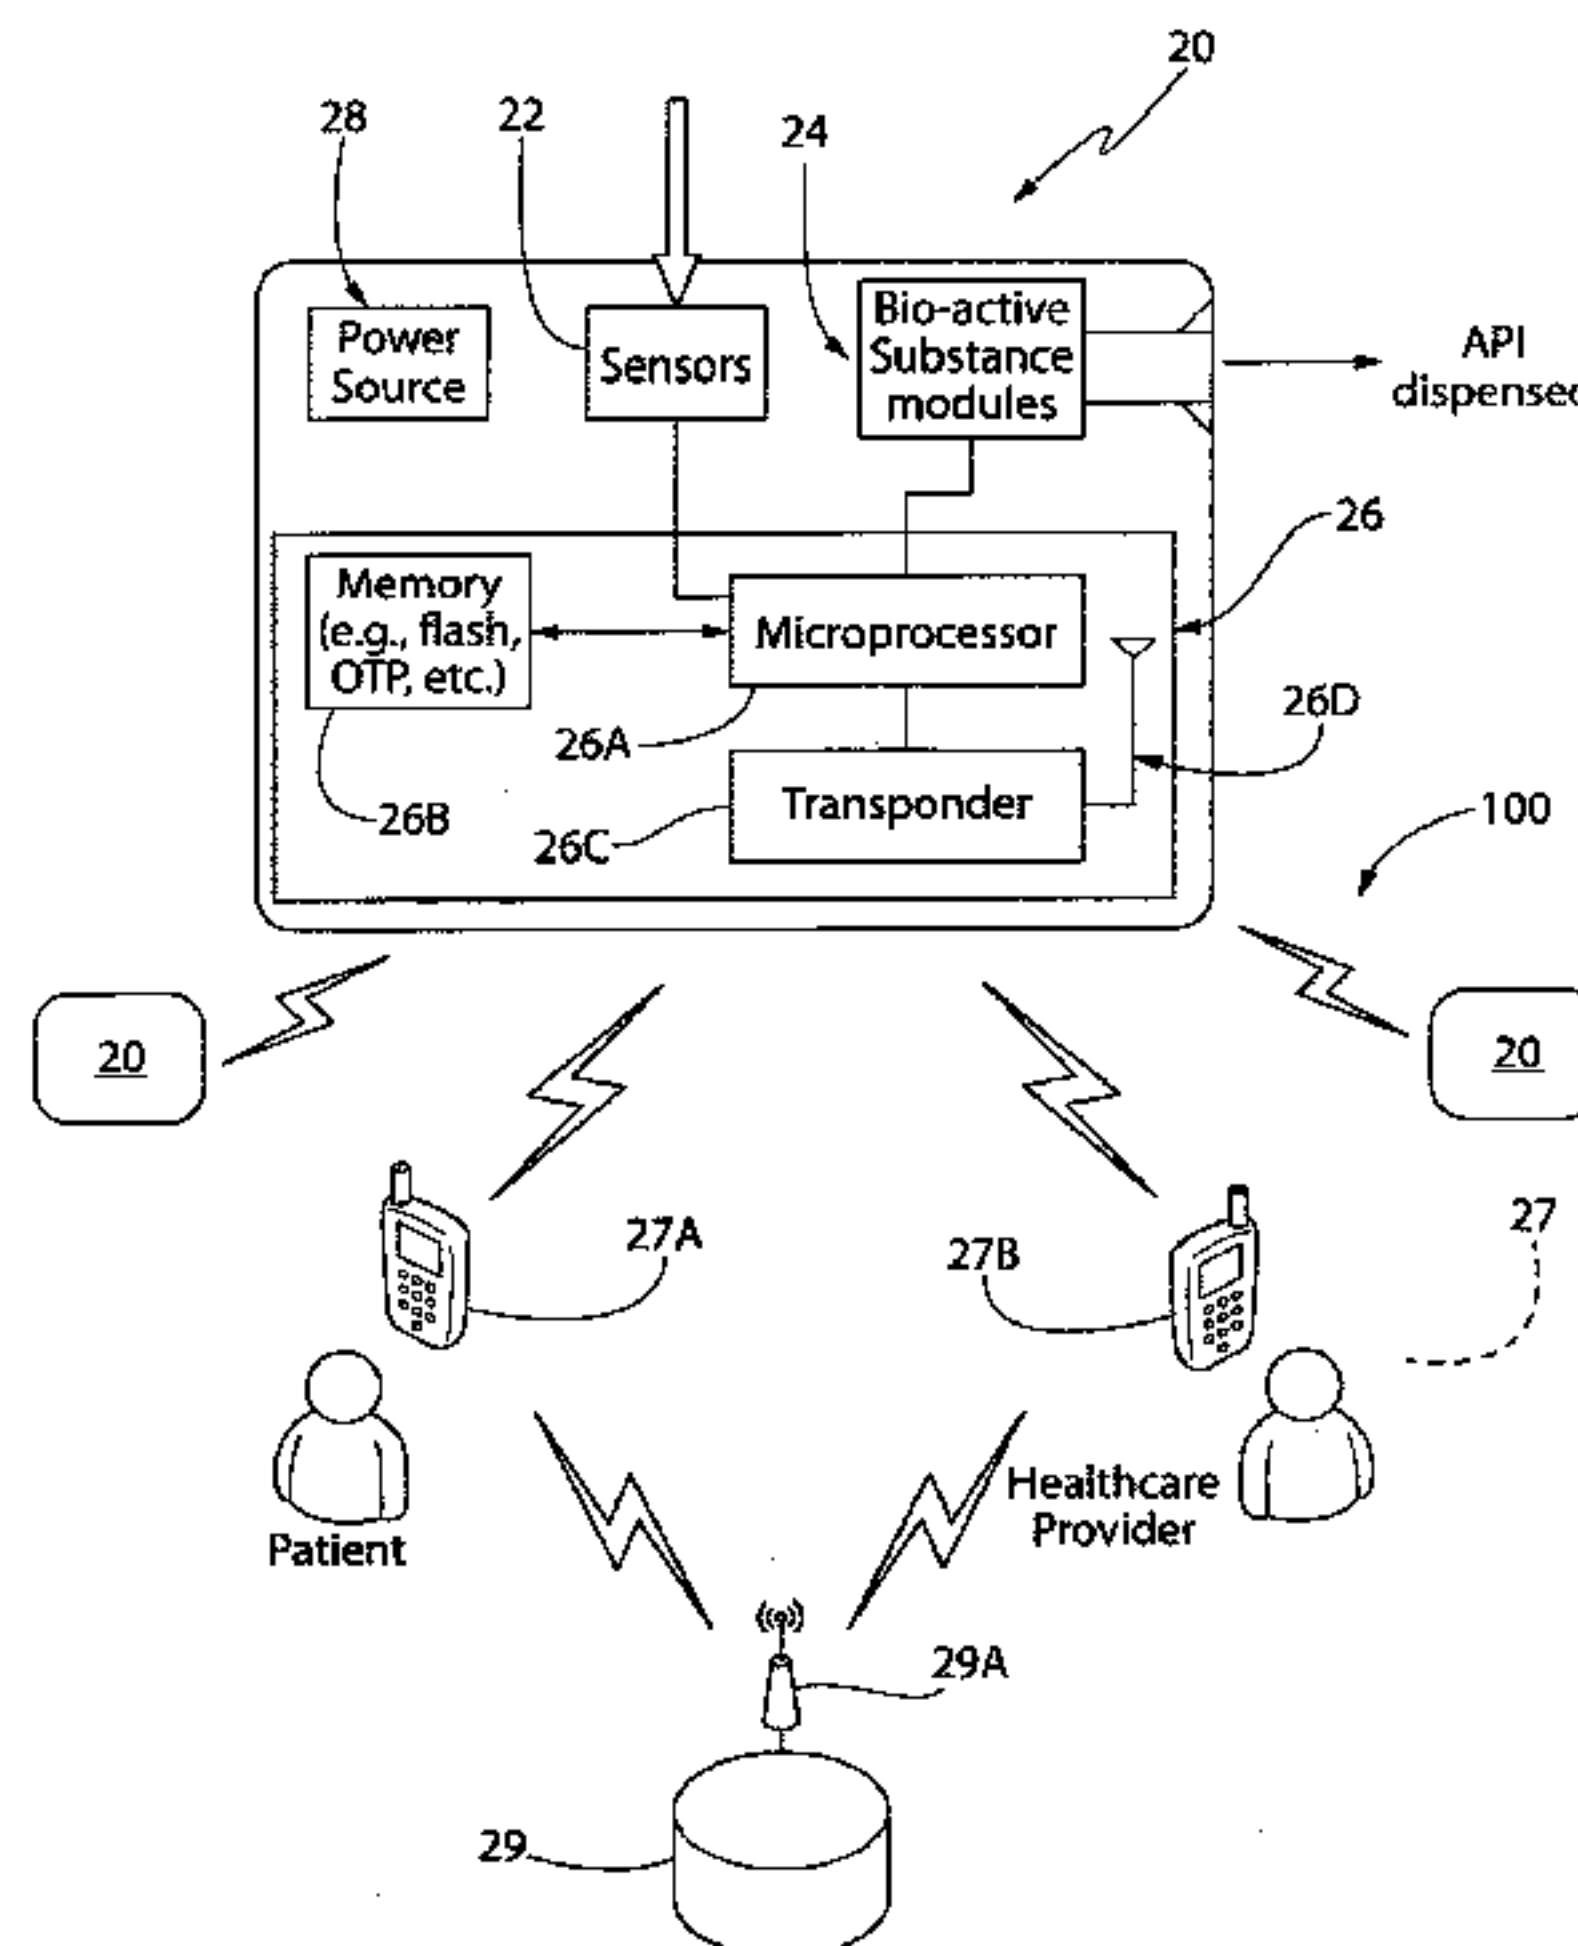 20
28
22
24
Power
Source
Sensors
Bio-active
Substance
modules
API
dispensed
26
Memory
(e.g., flash,
OTP, etc.)
Microprocessor
26D
26A
26B
Transponder
26C
100
20
20
27A
27B
27
Patient
Healthcare
Provider
29A
29